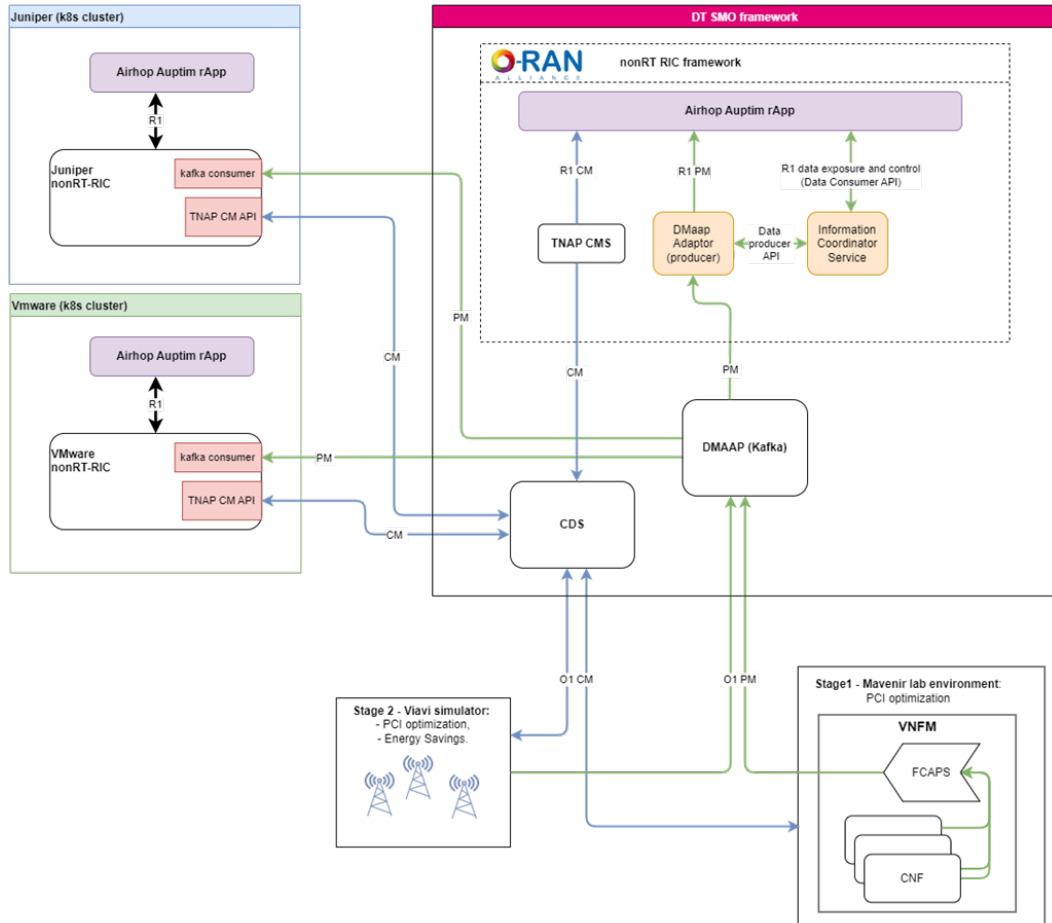 Juniper (k8s cluster)
Airhop Auptim rApp
R1
Juniper
nonRT-RIC
kafka consumer
TNAP CM API
Vmware (k8s cluster)
Airhop Auptim rApp
R1
VMware
nonRT-RIC
kafka consumer
TNAP CM API
PM
CM
PM
CM
DT SMO framework
O-RAN
ALLIANCE
nonRT RIC framework
Airhop Auptim rApp
R1 CM
R1 PM
R1 data exposure and control
(Data Consumer API)
TNAP CMS
DMaap
Adaptor
(producer)
Data
producer
API
Information
Coordinator
Service
CM
PM
DMAAP (Kafka)
CDS
O1 CM
O1 PM
Stage 2 - Viavi simulator:
- PCI optimization,
- Energy Savings.
Stage1 - Mavenir lab environment:
PCI optimization
VNFM
FCAPS
CNF